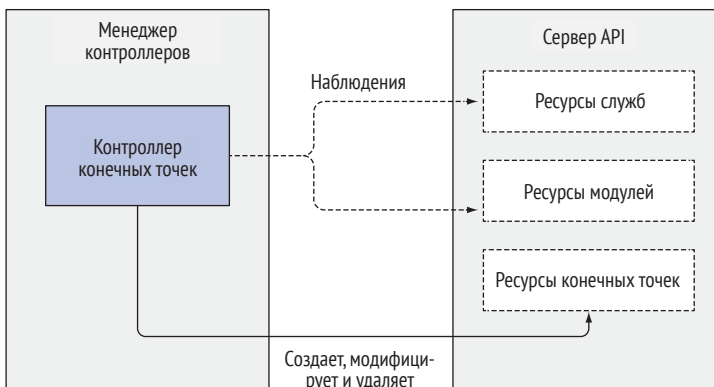 Менеджер
контроллеров
Сервер API
Наблюдения
Ресурсы служб
Контроллер
конечных точек
Ресурсы модулей
Ресурсы конечных точек
Создает, модифици-
рует и удаляет